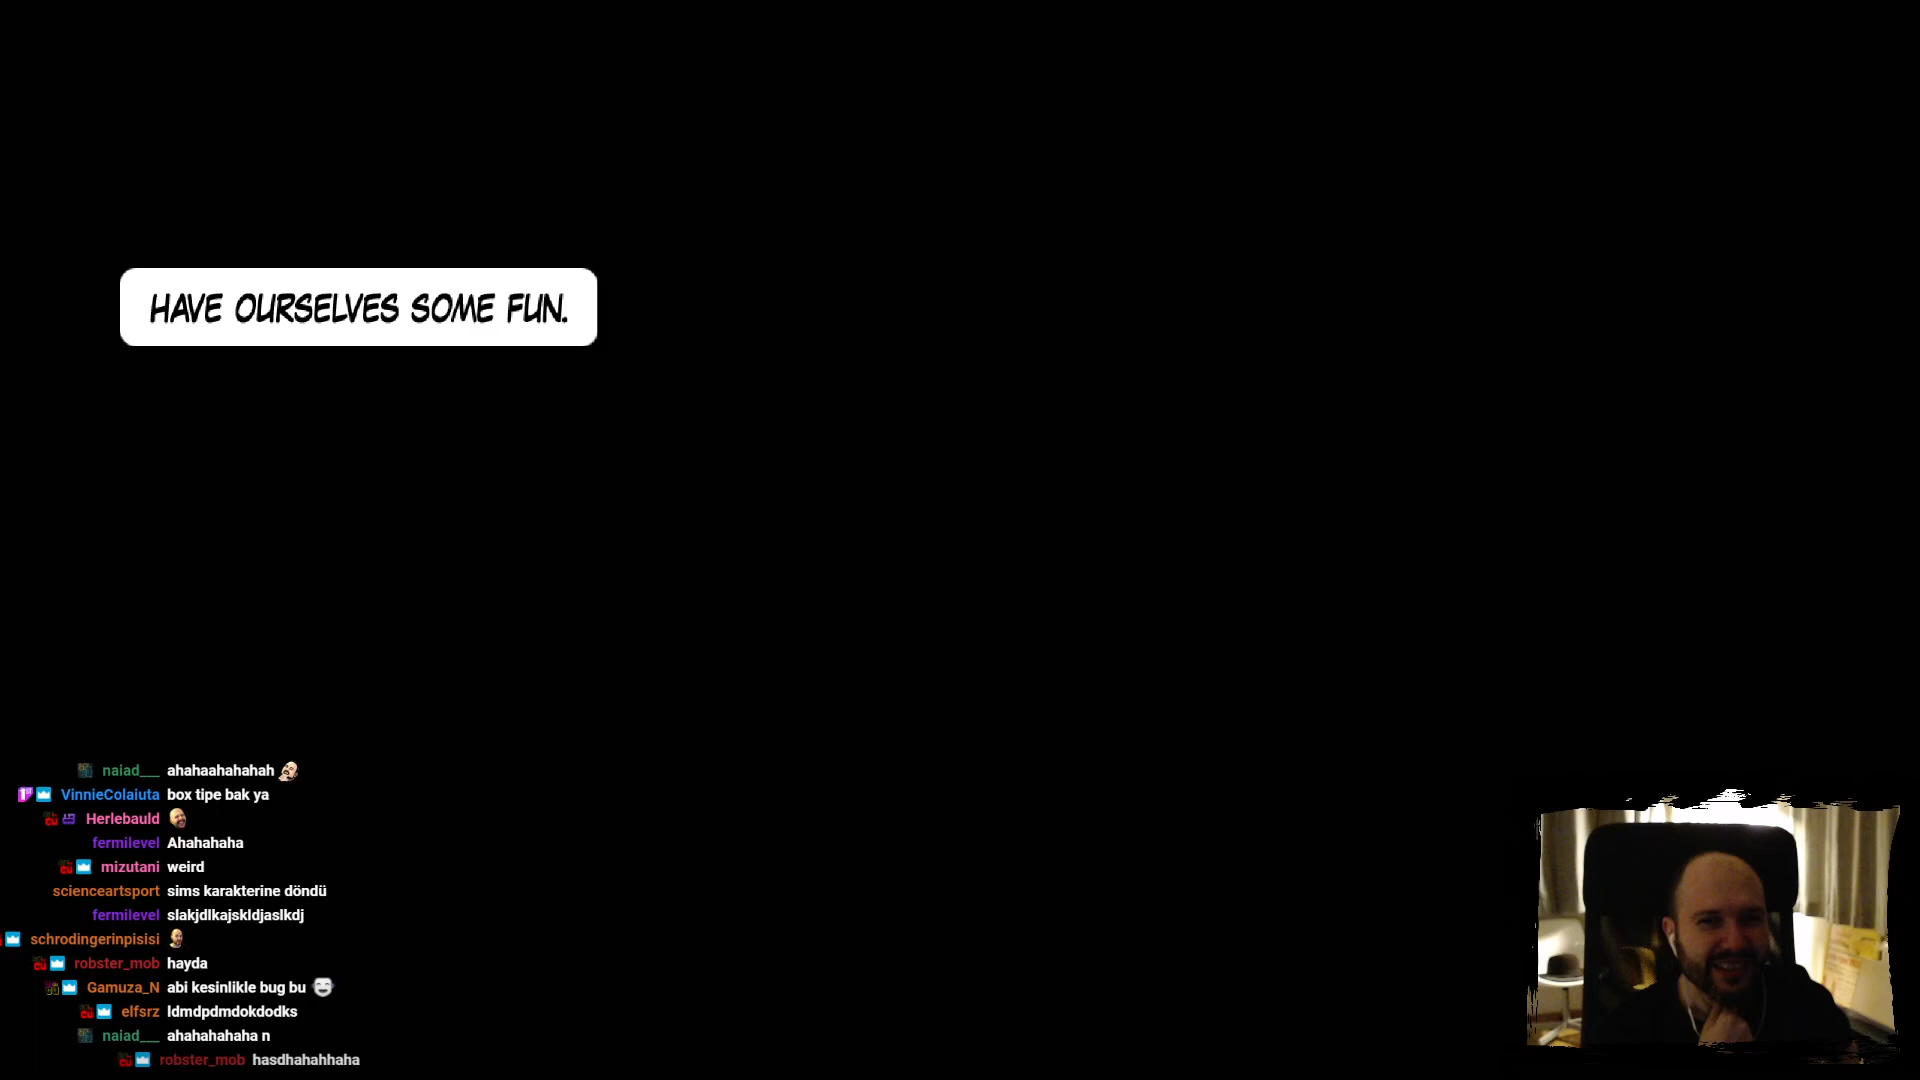 HAVE OURSELVES SOME FUN.
naiad___ ahahaahahahah
VinnieColaiuta box tipe bak ya
Herlebauld
fermilevel Ahahahaha
mizutani weird
scienceartsport sims karakterine döndü
fermilevel slakjdlkajskldjaslkdj
schrodingerinpisisi
robster_mob hayda
Gamuza_N abi kesinlikle bug bu
elfsrz ldmdpdmdokdodks
naiad___ ahahahahaha n
robster_mob hasdhahahhaha